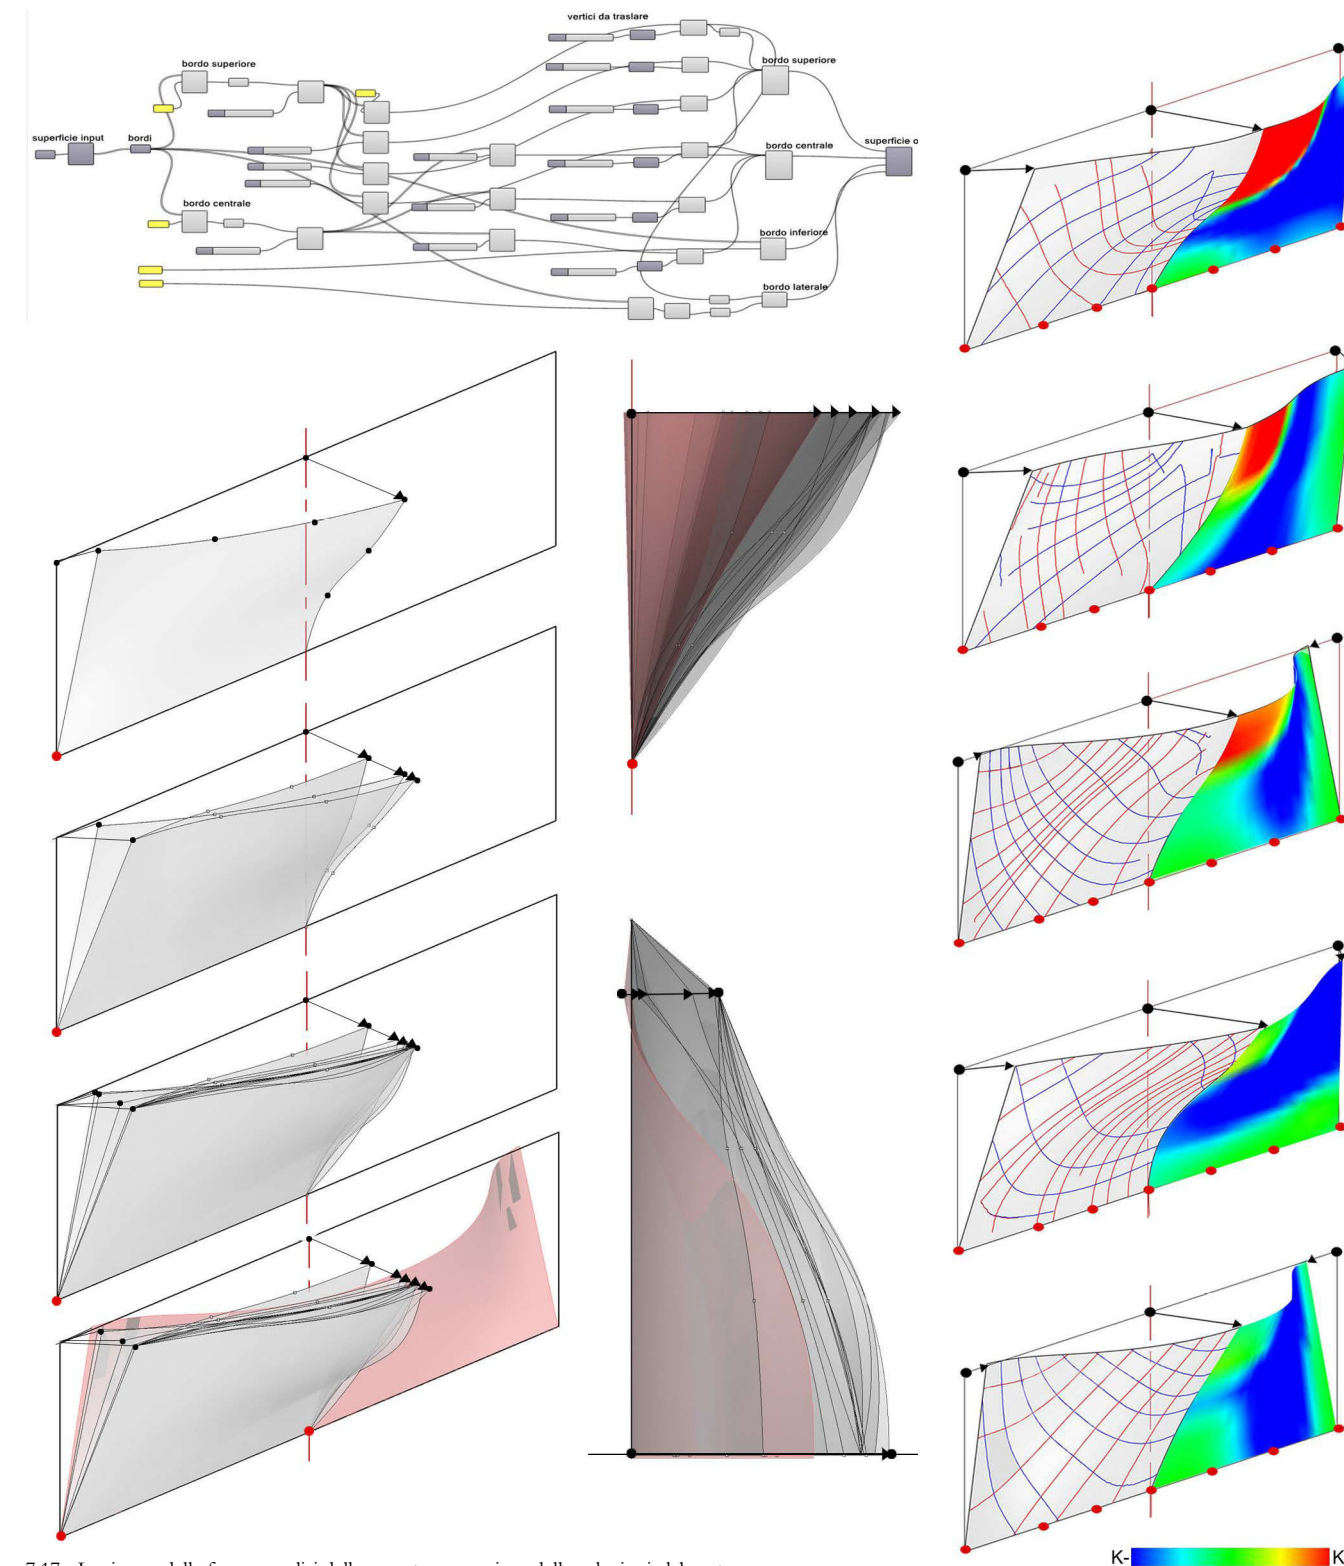 vertici da traslare
bordo superiore
bordo superiore
superficie input
bordi
bordo centrale
superficie o
bordo centrale
bordo inferiore
bordo laterale
K-
K